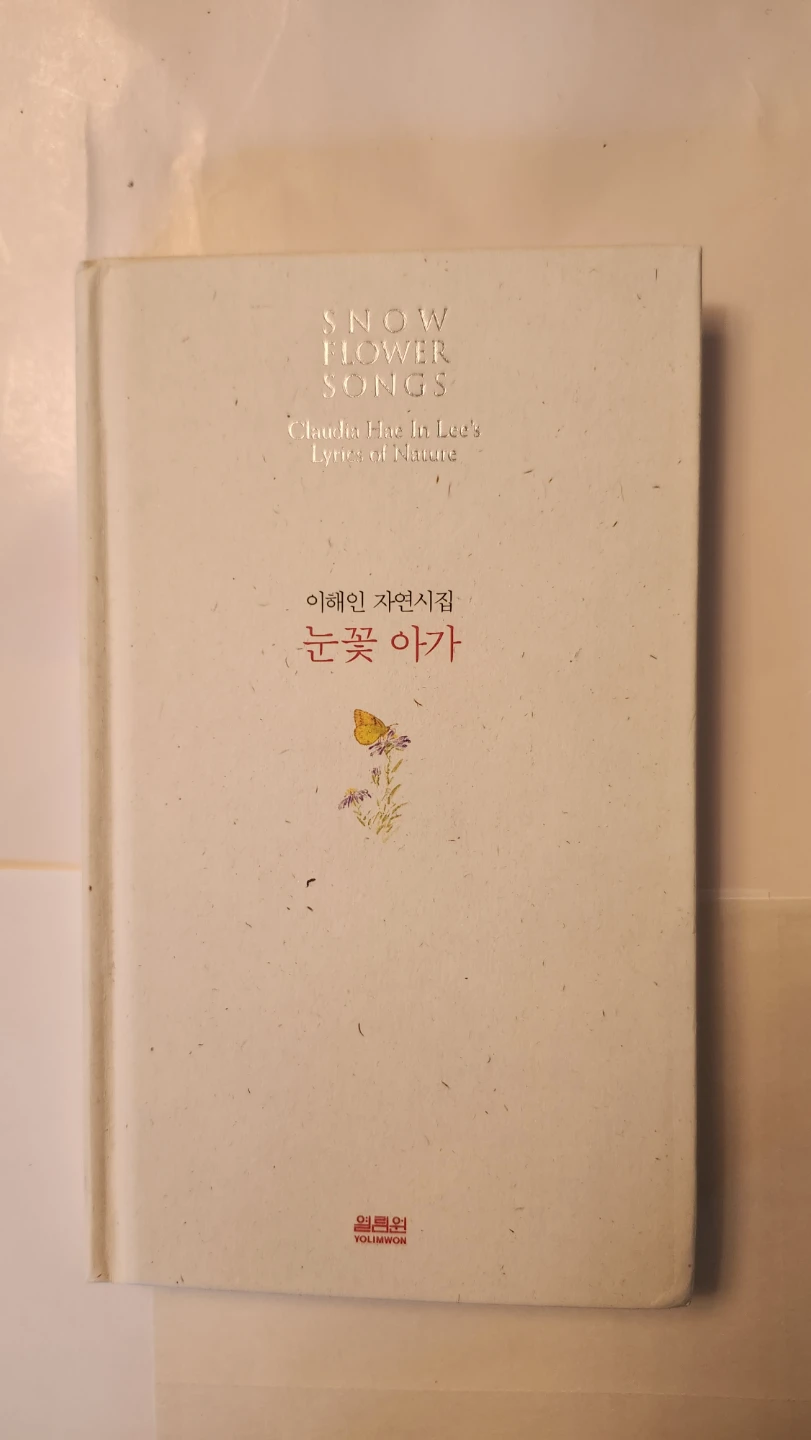 SNOW
FLOWER
SONGS
Claudia Hae In Lee's
Lyrics of Nature
이해인 자연시집
눈꽃 아가
열림원
YOLIMWON